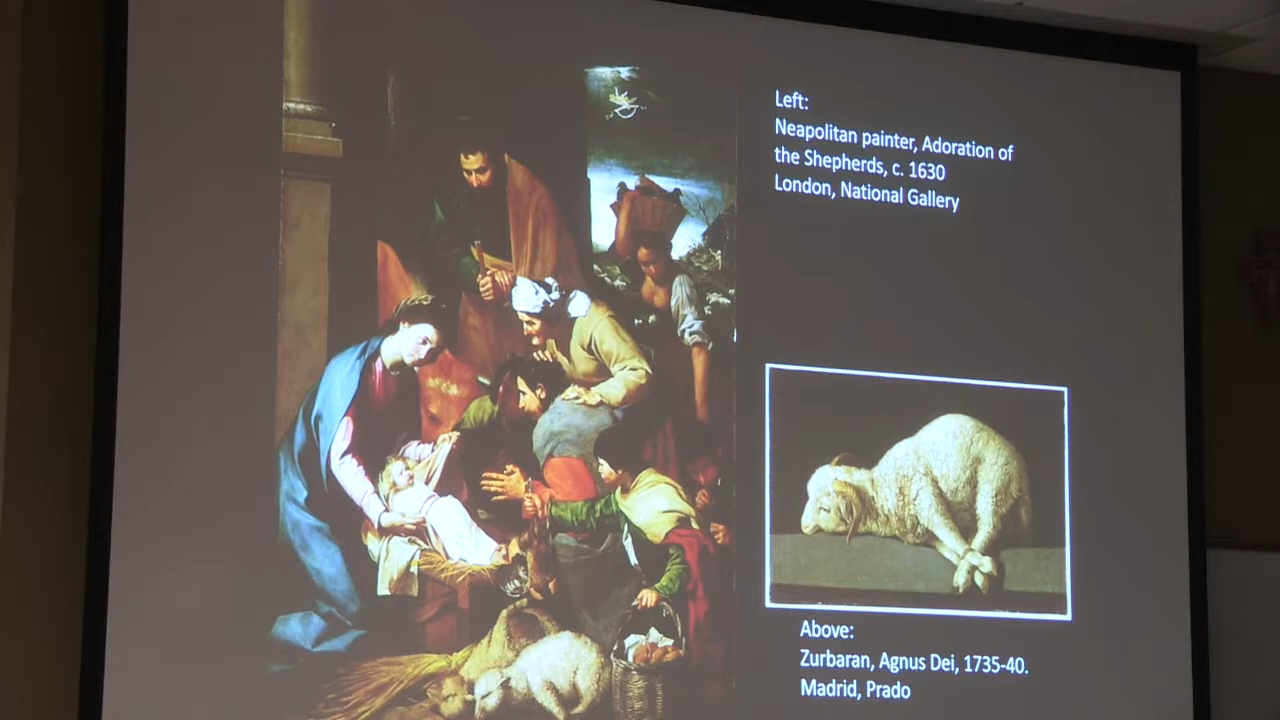 Left:
Neapolitan painter, Adoration of
the Shepherds, c. 1630
London, National Gallery
Above:
Zurbaran, Agnus Dei, 1735-40.
Madrid, Prado